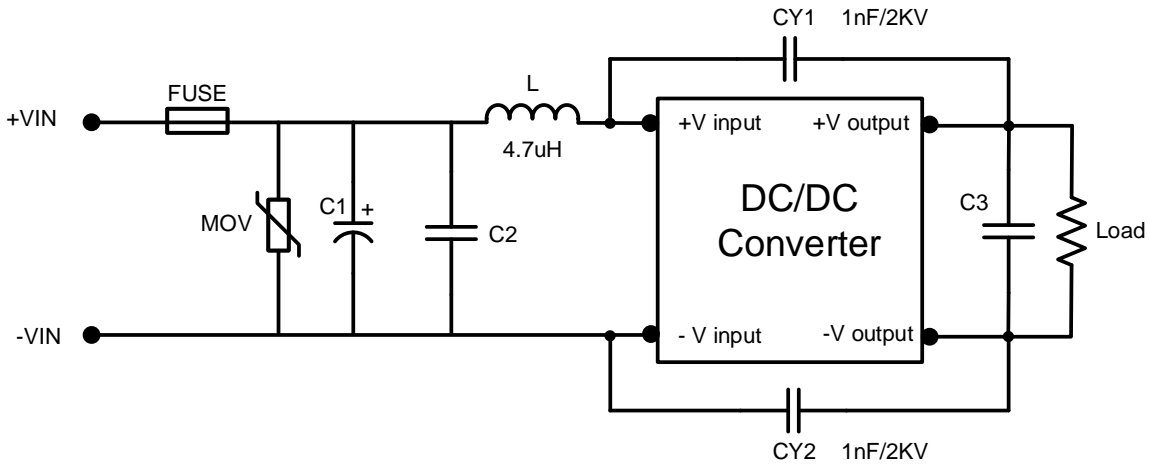 CY1 1nF/2KV
FUSE
L
+VIN
+V input
+V output
4.7uH
DC/DC
Converter
MOV
C1
+
C2
C3
Load
-VIN
- V input
-V output
CY2 1nF/2KV